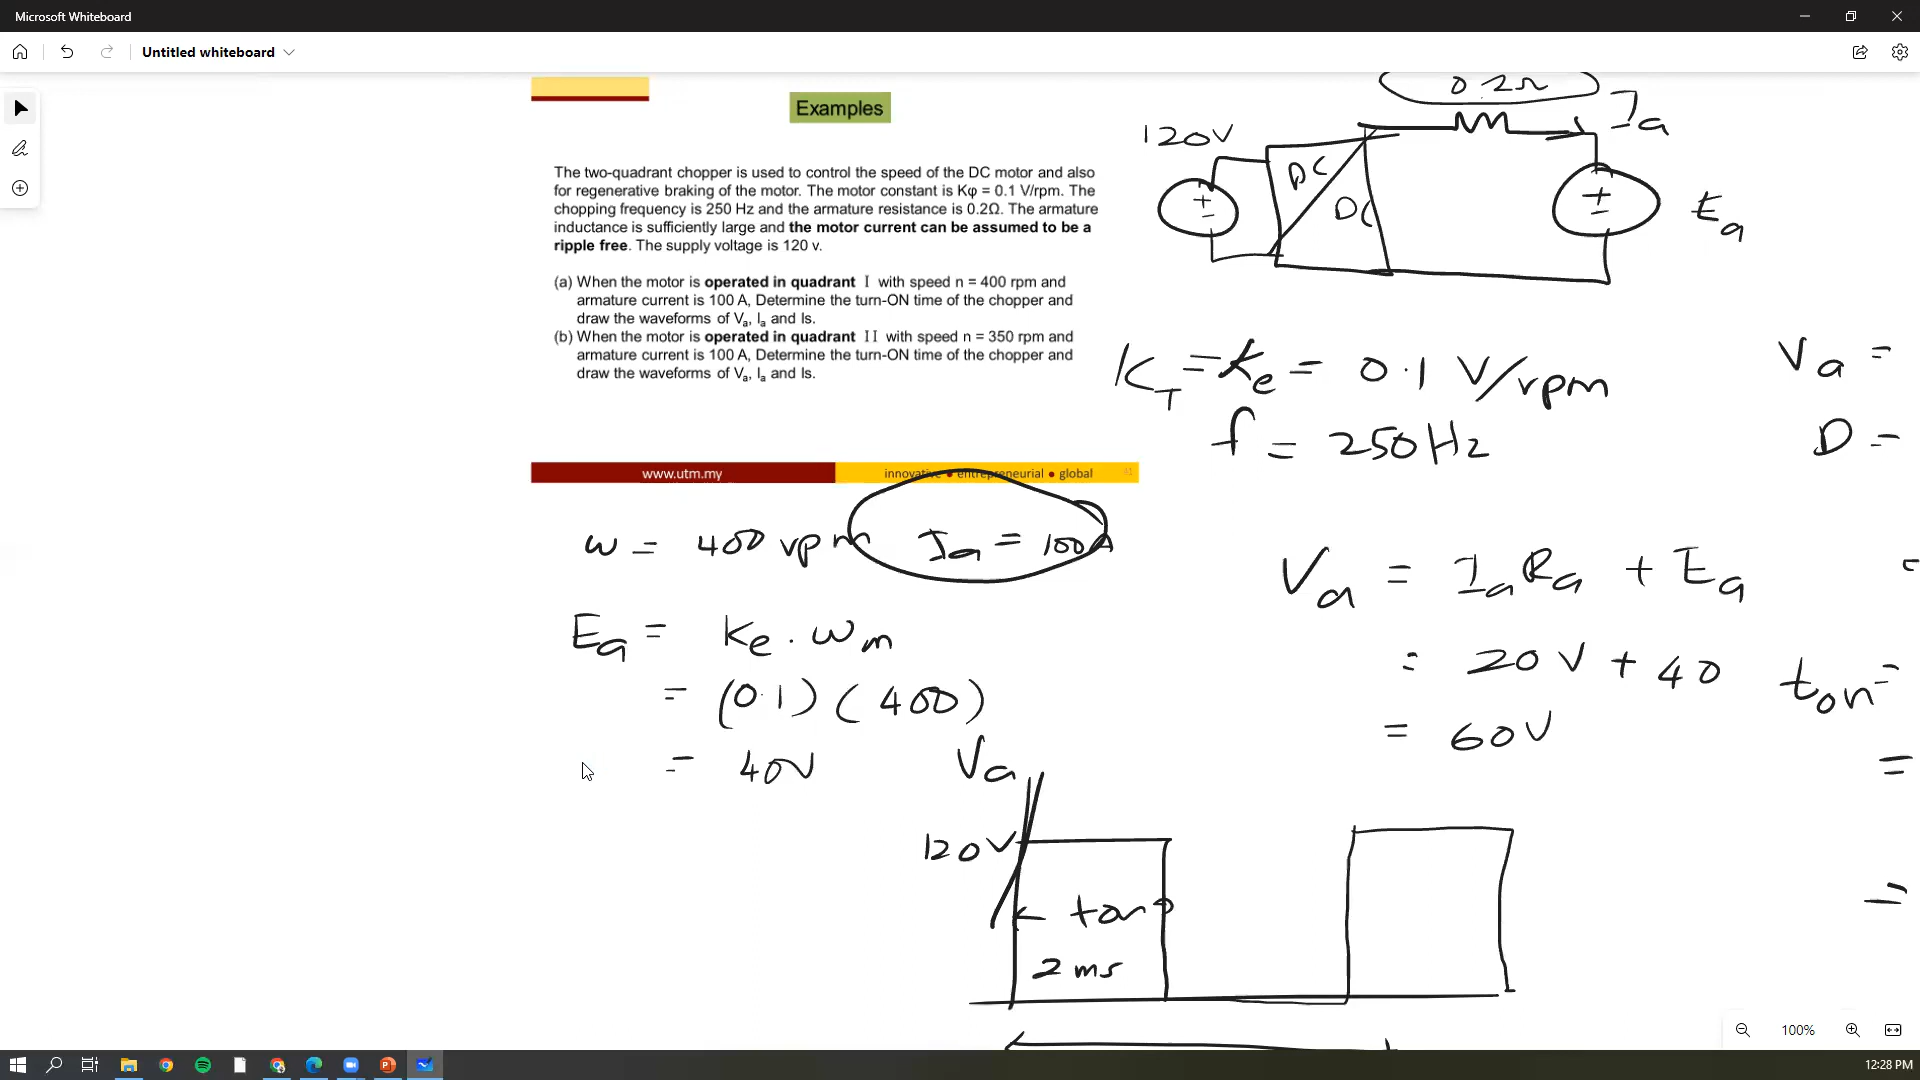 Microsoft Whiteboard
Untitled whiteboard
Examples
The two-quadrant chopper is used to control the speed of the DC motor and also
for regenerative braking of the motor. The motor constant is Kφ = 0.1 V/rpm. The
chopping frequency is 250 Hz and the armature resistance is 0.2Ω. The armature
inductance is sufficiently large and the motor current can be assumed to be a
ripple free. The supply voltage is 120 v.
(a) When the motor is operated in quadrant I with speed n = 400 rpm and
armature current is 100 A, Determine the turn-ON time of the chopper and
draw the waveforms of Va, Ia and Is.
(b) When the motor is operated in quadrant II with speed n = 350 rpm and
armature current is 100 A, Determine the turn-ON time of the chopper and
draw the waveforms of Va, Ia and Is.
www.utm.my
innovative ● entrepreneurial ● global
41
0.2Ω
Ia
120V
DC
DC
+
-
+
-
Ea
KT = Ke = 0.1 V/rpm
f = 250Hz
Va =
D =
ω = 400 rpm Ia = 100A
Ea = Ke . ωm
= (0.1) (400)
= 40V
Va = IaRa + Ea
= 20V + 40
= 60V
ton =
=
=
Va
120V
ton
2 ms
100%
12:28 PM